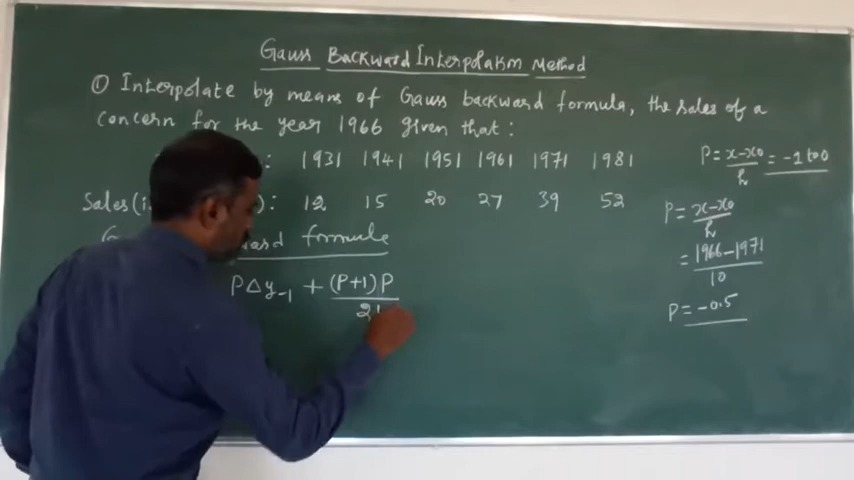 Gauss Backward Interpolation Method
① Interpolate by means of Gauss backward formula, the sales of a
concern for the year 1966 given that :
: 1931 1941 1951 1961 1971 1981
Sales(i ) : 12 15 20 27 39 52
formula
P∆y₋₁ + (P+1)P
2!
P = x-x₀ = -1 to 0
h
P = x-x₀
h
= 1966-1971
10
P = -0.5